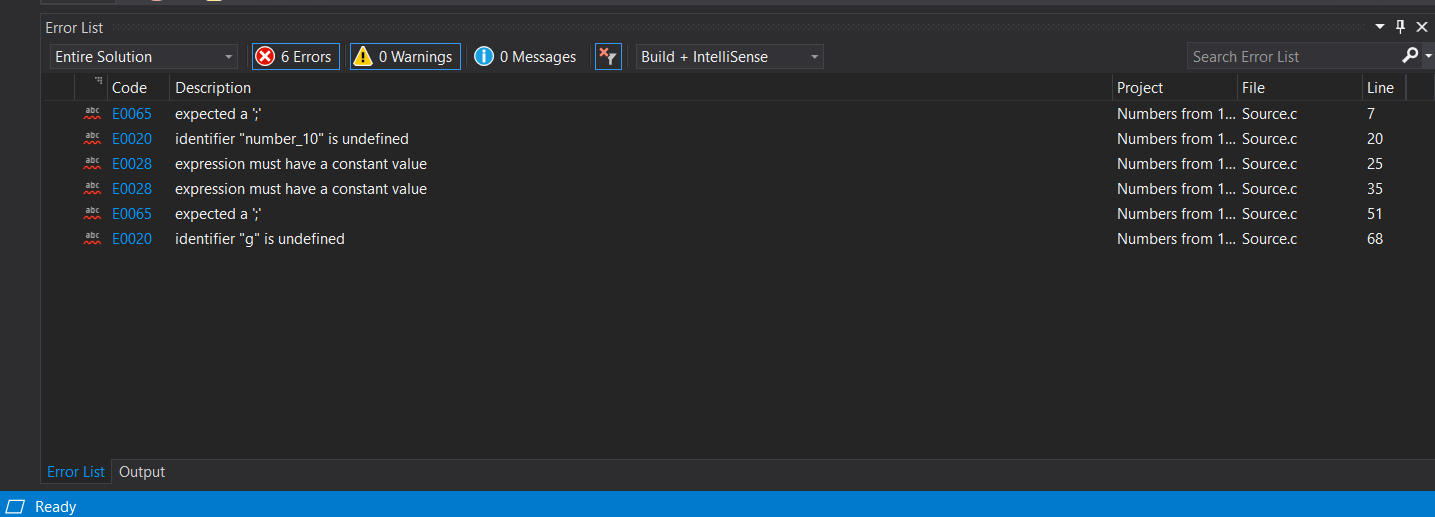 Error List
Entire Solution 6 Errors 0 Warnings 0 Messages Build + IntelliSense Search Error List
Code Description Project File Line
abc E0065 expected a ';' Numbers from 1... Source.c 7
abc E0020 identifier "number_10" is undefined Numbers from 1... Source.c 20
abc E0028 expression must have a constant value Numbers from 1... Source.c 25
abc E0028 expression must have a constant value Numbers from 1... Source.c 35
abc E0065 expected a ';' Numbers from 1... Source.c 51
abc E0020 identifier "g" is undefined Numbers from 1... Source.c 68
Error List Output
Ready